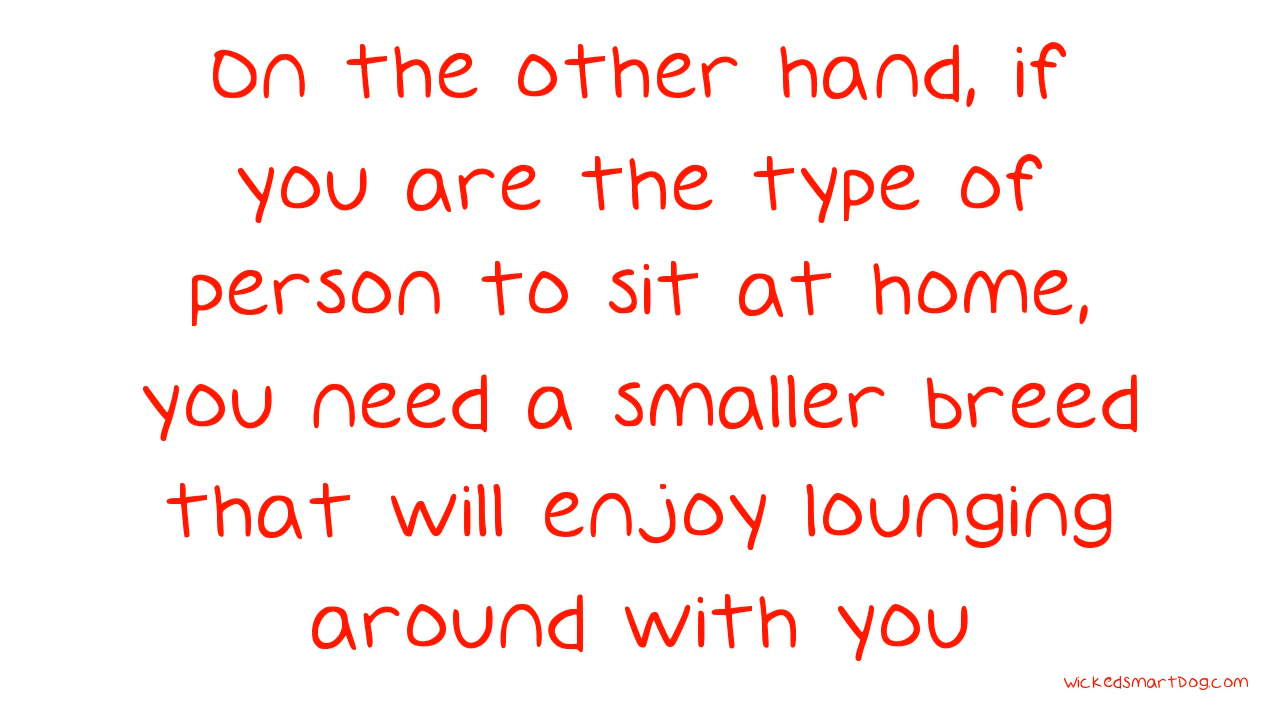 On the other hand, if
you are the type of
person to sit at home,
you need a smaller breed
that will enjoy lounging
around with you
wickedsmartDog.com